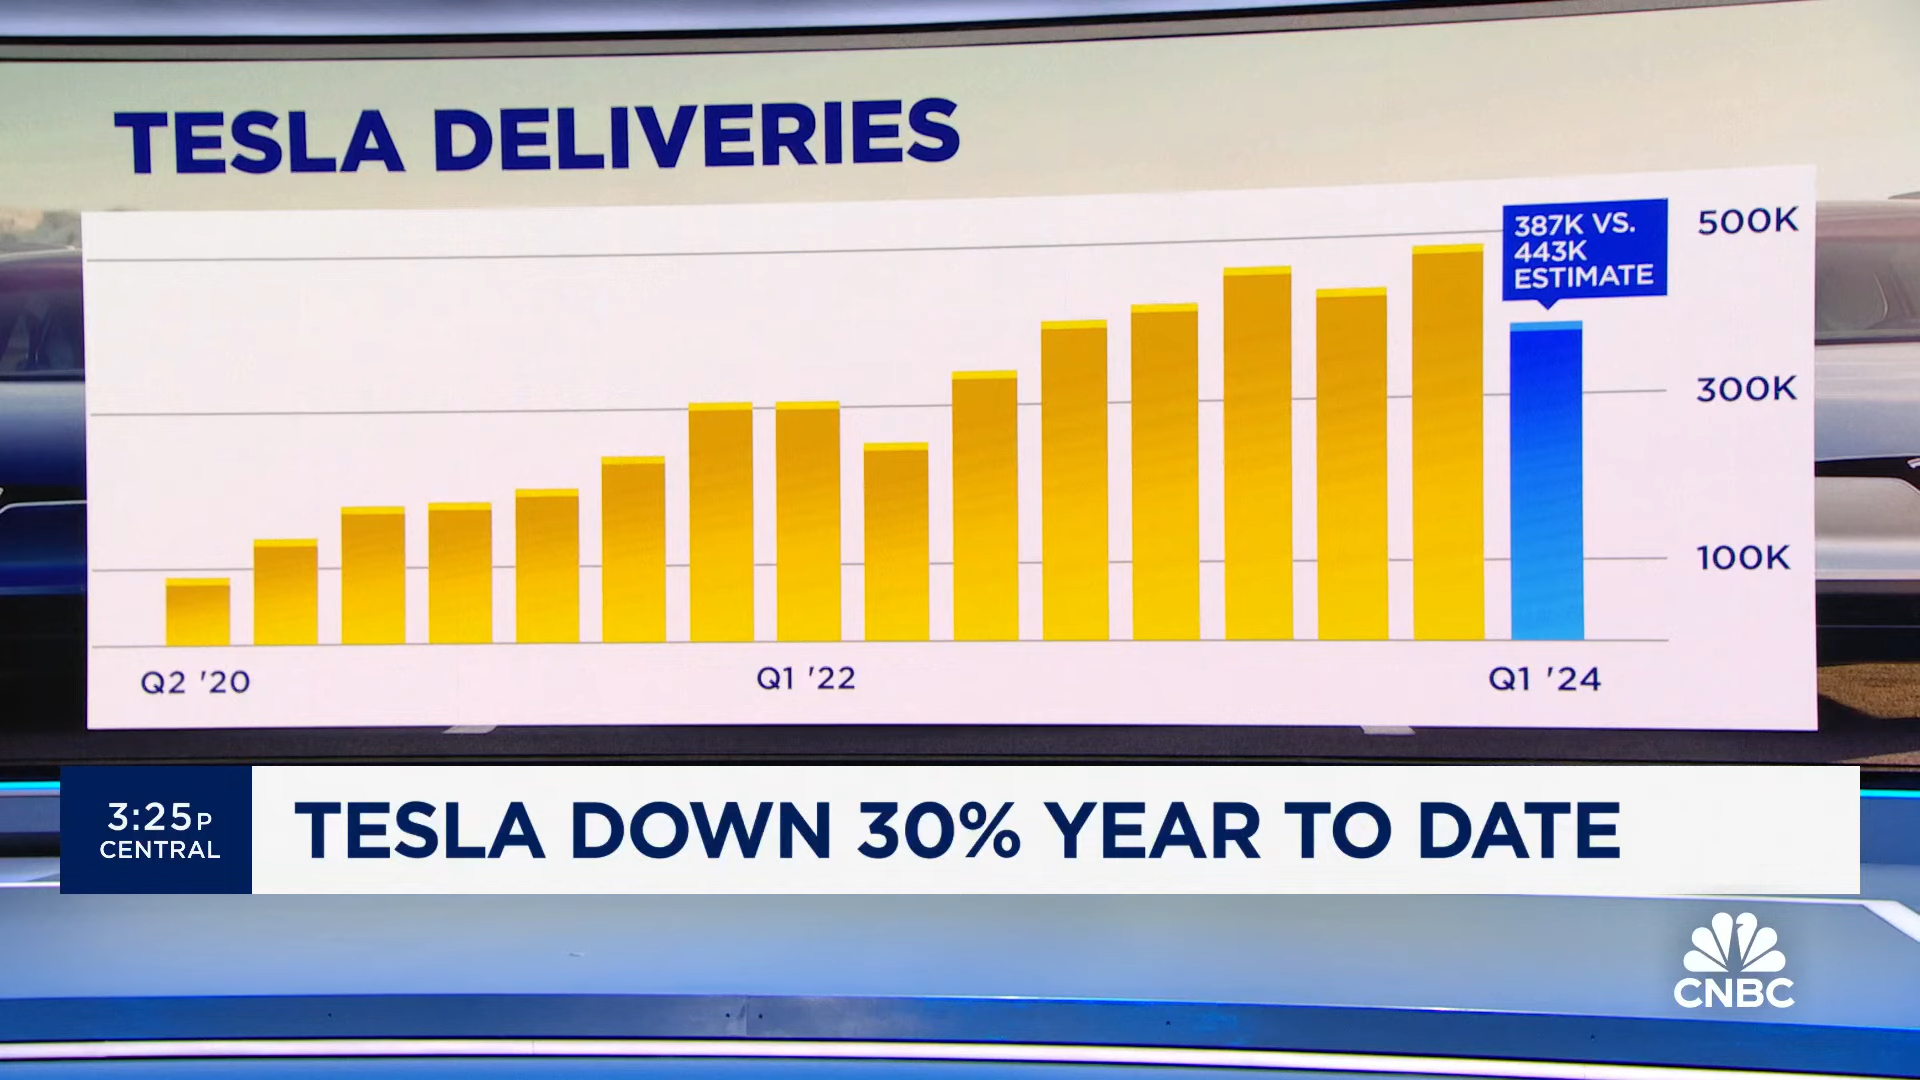 TESLA DELIVERIES
387K VS.
443K
ESTIMATE
500K
300K
100K
Q2 '20
Q1 '22
Q1 '24
3:25P
CENTRAL
TESLA DOWN 30% YEAR TO DATE
CNBC